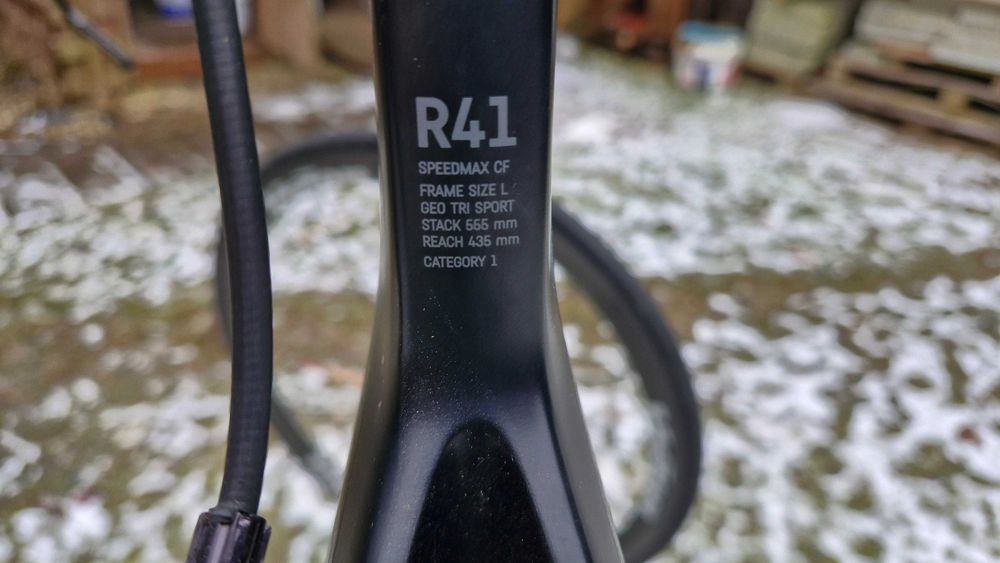 R41
SPEEDMAX CF
FRAME SIZE L
GEO TRI SPORT
STACK 555 mm
REACH 435 mm
CATEGORY 1